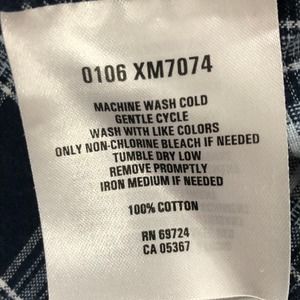 0106 XM7074
MACHINE WASH COLD
GENTLE CYCLE
WASH WITH LIKE COLORS
ONLY NON-CHLORINE BLEACH IF NEEDED
TUMBLE DRY LOW
REMOVE PROMPTLY
IRON MEDIUM IF NEEDED
100% COTTON
RN 69724
CA 05367